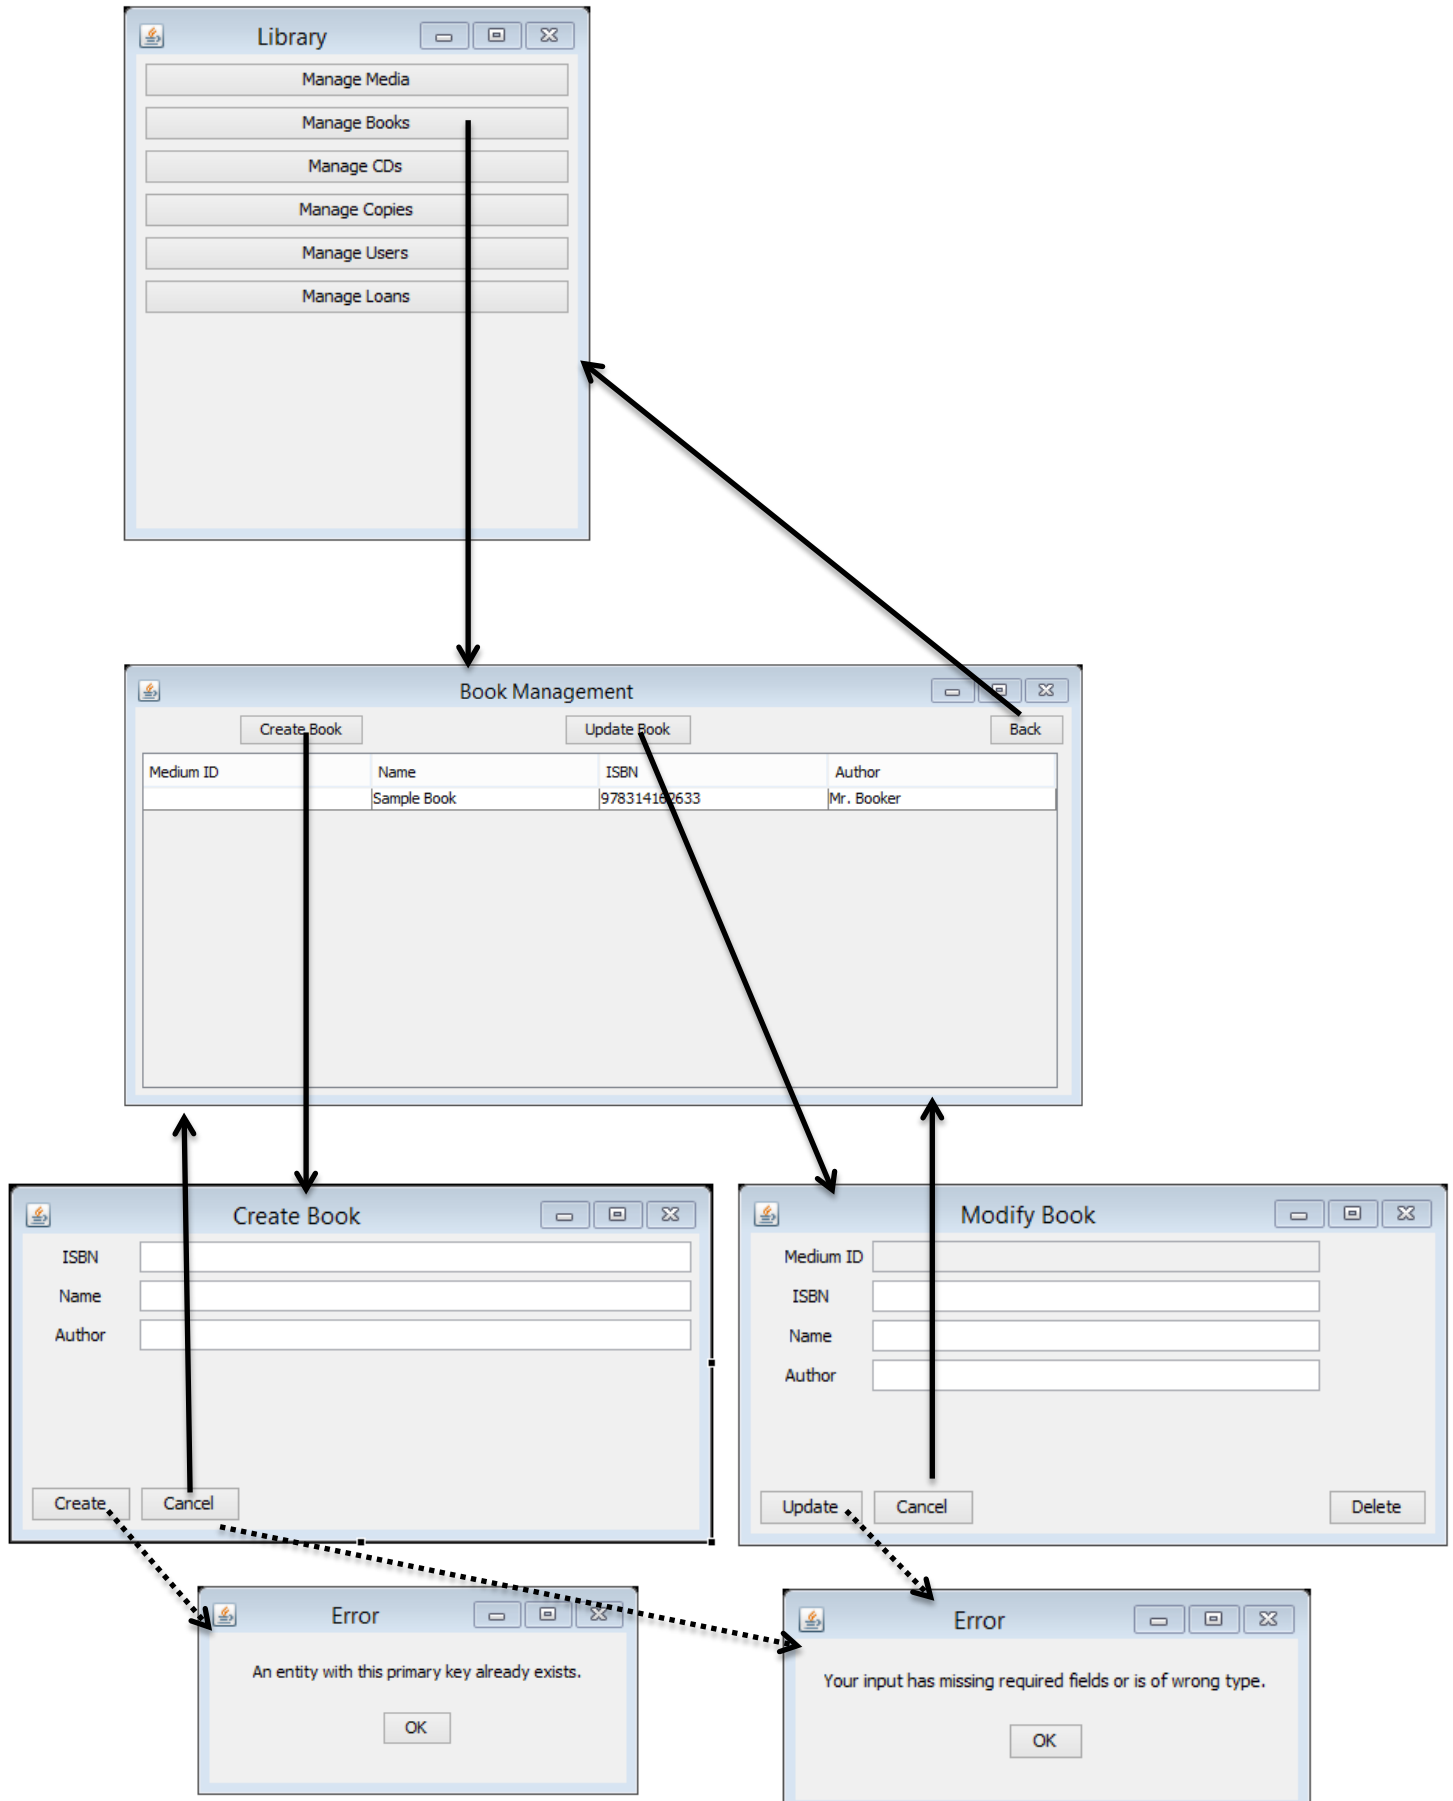 Library
Manage Media
Manage Books
Manage CDs
Manage Copies
Manage Users
Manage Loans
Book Management
Create Book Update Book Back
Medium ID Name ISBN Author
Sample Book 978314162633 Mr. Booker
Create Book
ISBN
Name
Author
Create Cancel
Modify Book
Medium ID
ISBN
Name
Author
Update Cancel Delete
Error
An entity with this primary key already exists.
OK
Error
Your input has missing required fields or is of wrong type.
OK